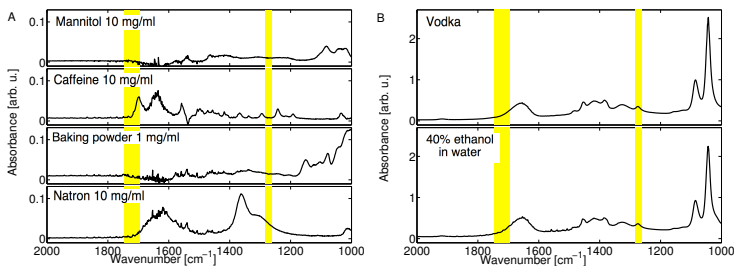 A
Absorbance [arb. u.]
0.1
0
Mannitol 10 mg/ml
0.1
0
Caffeine 10 mg/ml
0.1
0
Baking powder 1 mg/ml
0.1
0
Natron 10 mg/ml
2000 1800 1600 1400 1200 1000
Wavenumber [cm−1]
B
Absorbance [arb. u.]
2
1
0
Vodka
2
1
0
40% ethanol
in water
2000 1800 1600 1400 1200 1000
Wavenumber [cm−1]